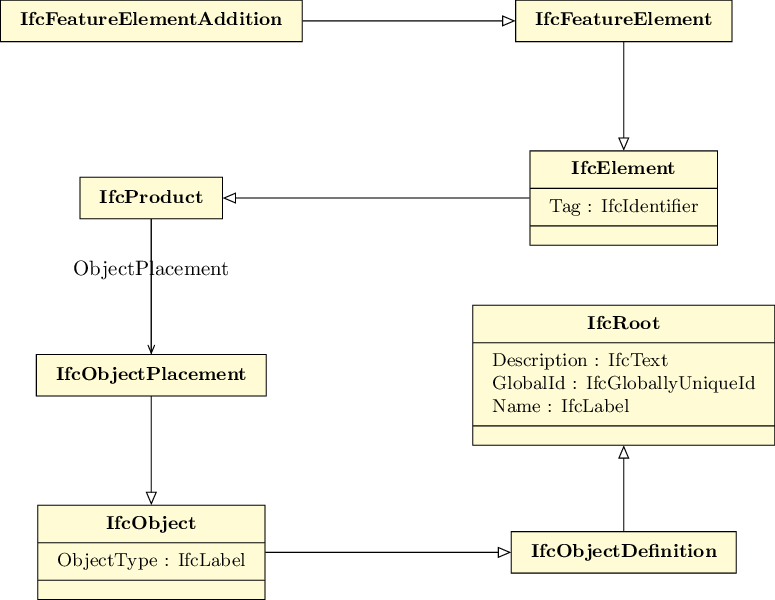 IfcFeatureElementAddition
IfcFeatureElement
IfcElement
Tag : IfcIdentifier
IfcProduct
ObjectPlacement
IfcRoot
Description : IfcText
GlobalId : IfcGloballyUniqueId
Name : IfcLabel
IfcObjectPlacement
IfcObject
ObjectType : IfcLabel
IfcObjectDefinition